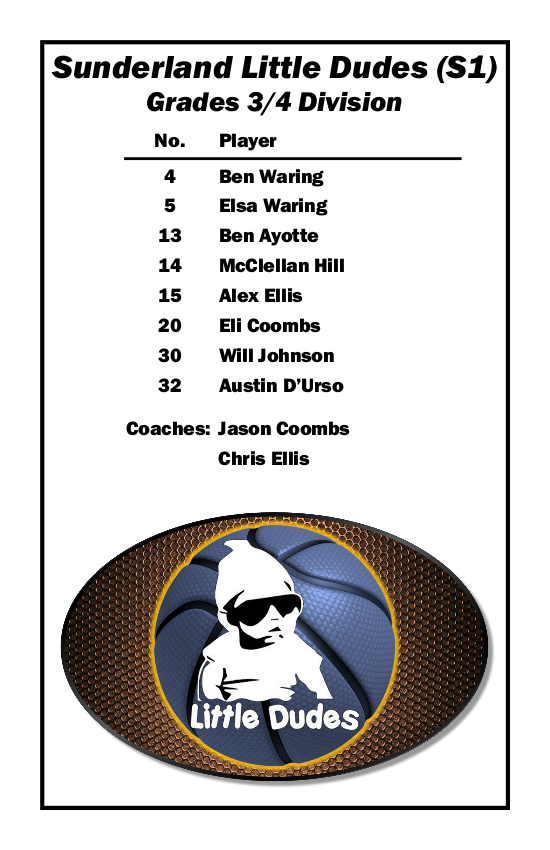 Sunderland Little Dudes (S1)
Grades 3/4 Division
No. Player
4 Ben Waring
5 Elsa Waring
13 Ben Ayotte
14 McClellan Hill
15 Alex Ellis
20 Eli Coombs
30 Will Johnson
32 Austin D’Urso
Coaches: Jason Coombs
Chris Ellis
Little Dudes